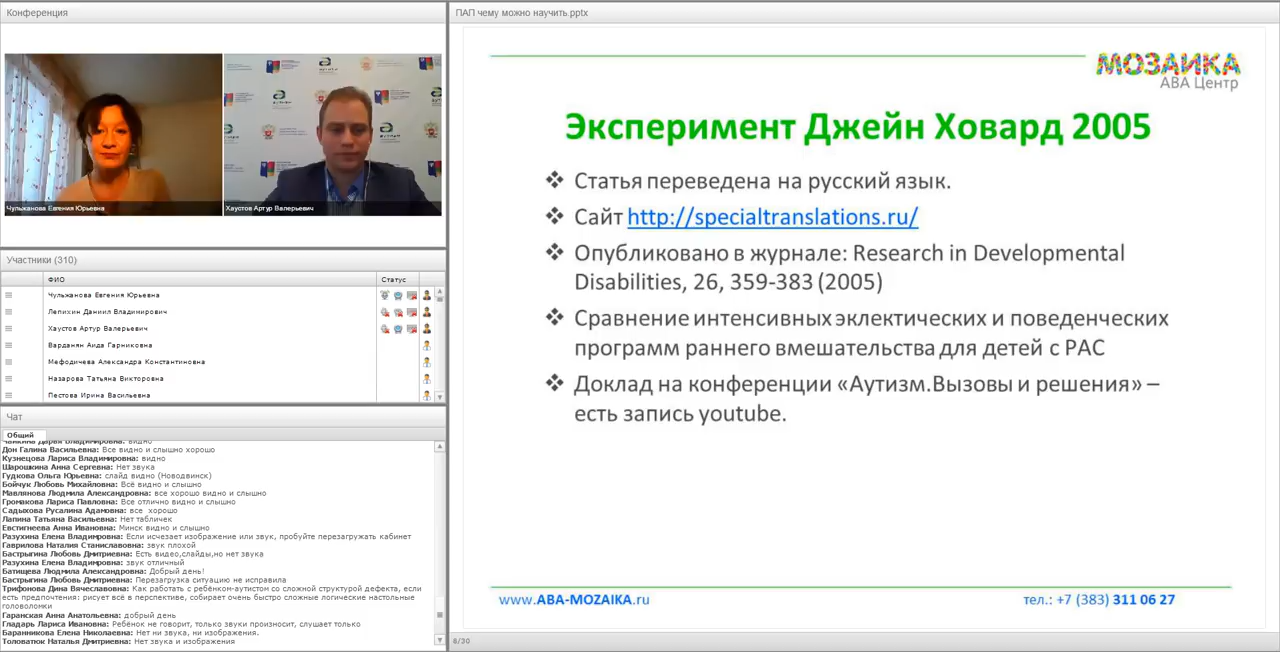 Конференция
Чульжанова Евгения Юрьевна
Хаустов Артур Валерьевич
Участники (310)
ФИО
Статус
Чульжанова Евгения Юрьевна
Лепихин Даниил Владимирович
Хаустов Артур Валерьевич
Варданян Аида Гарниковна
Мефодичева Александра Константиновна
Назарова Татьяна Викторовна
Пестова Ирина Васильевна
Чат
Общий
Чайкина Дарья Владимировна: видно
Дон Галина Васильевна: Все видно и слышно хорошо
Кузнецова Лариса Владимировна: видно
Шарошкина Анна Сергевна: Нет звука
Гудкова Ольга Юрьевна: слайд видно (Новодвинск)
Бойчук Любовь Михайловна: Всё видно и слышно
Мавлянова Людмила Александровна: все хорошо видно и слышно
Громакова Лариса Павловна: Все отлично видно и слышно
Садыхова Русалина Адамовна: все хорошо
Лапина Татьяна Васильевна: Нет табличек
Евстигнеева Анна Ивановна: Минск видно и слышно
Разухина Елена Владимровна: Если исчезает изображение или звук, пробуйте перезагружать кабинет
Гаврилова Наталия Станиславовна: звук плохой
Бастрыгина Любовь Дмитриевна: Есть видео,слайды,но нет звука
Разухина Елена Владимровна: звук отличный
Батищева Людмила Александровна: Добрый день!
Бастрыгина Любовь Дмитриевна: Перезагрузка ситуацию не исправила
Трифонова Дина Вячеславовна: Как работать с ребёнком-аутистом со сложной структурой дефекта, если
есть предпочтения: рисует всё в перспективе, собирает очень быстро сложные логические настольные
головоломки
Гаранская Анна Анатольевна: добрый день
Гладарь Лариса Ивановна: Ребёнок не говорит, только звуки произносит, слушает только
Баранникова Елена Николаевна: Нет ни звука, ни изображения.
Толоватюк Наталья Дмитриевна: Нет звука и изображения
ПАП чему можно научить.pptx
МОЗАИКА
АВА Центр
Эксперимент Джейн Ховард 2005
❖ Статья переведена на русский язык.
❖ Сайт http://specialtranslations.ru/
❖ Опубликовано в журнале: Research in Developmental
Disabilities, 26, 359-383 (2005)
❖ Сравнение интенсивных эклектических и поведенческих
программ раннего вмешательства для детей с РАС
❖ Доклад на конференции «Аутизм.Вызовы и решения» –
есть запись youtube.
www.ABA-MOZAIKA.ru
тел.: +7 (383) 311 06 27
6/30